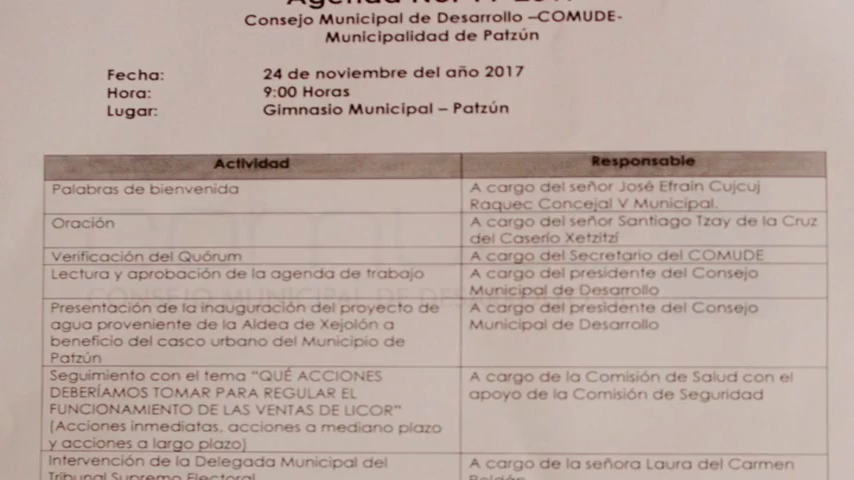 Agenda No.
Consejo Municipal de Desarrollo –COMUDE-
Municipalidad de Patzún
Fecha: 24 de noviembre del año 2017
Hora: 9:00 Horas
Lugar: Gimnasio Municipal – Patzún
Actividad
Responsable
Palabras de bienvenida
A cargo del señor José Efraín Cujcuj
Raquec Concejal V Municipal.
Oración
A cargo del señor Santiago Tzay de la Cruz
del Caserío Xetzitzí
Verificación del Quórum
A cargo del Secretario del COMUDE
Lectura y aprobación de la agenda de trabajo
A cargo del presidente del Consejo
Municipal de Desarrollo
Presentación de la inauguración del proyecto de
agua proveniente de la Aldea de Xejolón a
beneficio del casco urbano del Municipio de
Patzún
A cargo del presidente del Consejo
Municipal de Desarrollo
Seguimiento con el tema "QUÉ ACCIONES
DEBERÍAMOS TOMAR PARA REGULAR EL
FUNCIONAMIENTO DE LAS VENTAS DE LICOR"
(Acciones inmediatas, acciones a mediano plazo
y acciones a largo plazo)
A cargo de la Comisión de Salud con el
apoyo de la Comisión de Seguridad
Intervención de la Delegada Municipal del
Tribunal Supremo Electoral
A cargo de la señora Laura del Carmen